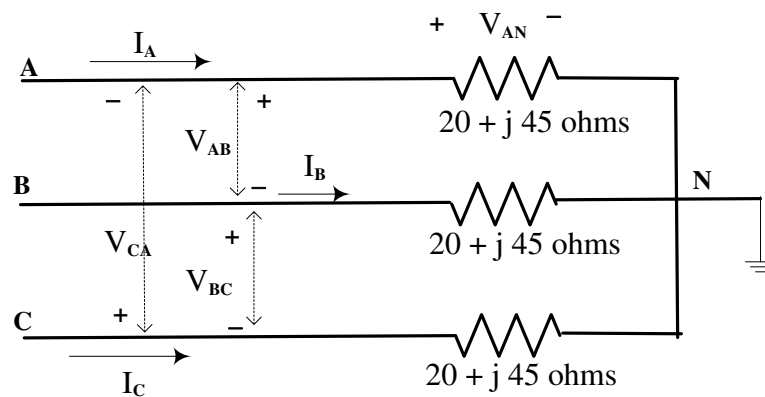 + V_AN −
I_A
A
− +
20 + j 45 ohms
V_AB
I_B
B − N
V_CA + 20 + j 45 ohms
V_BC
C + −
20 + j 45 ohms
I_C